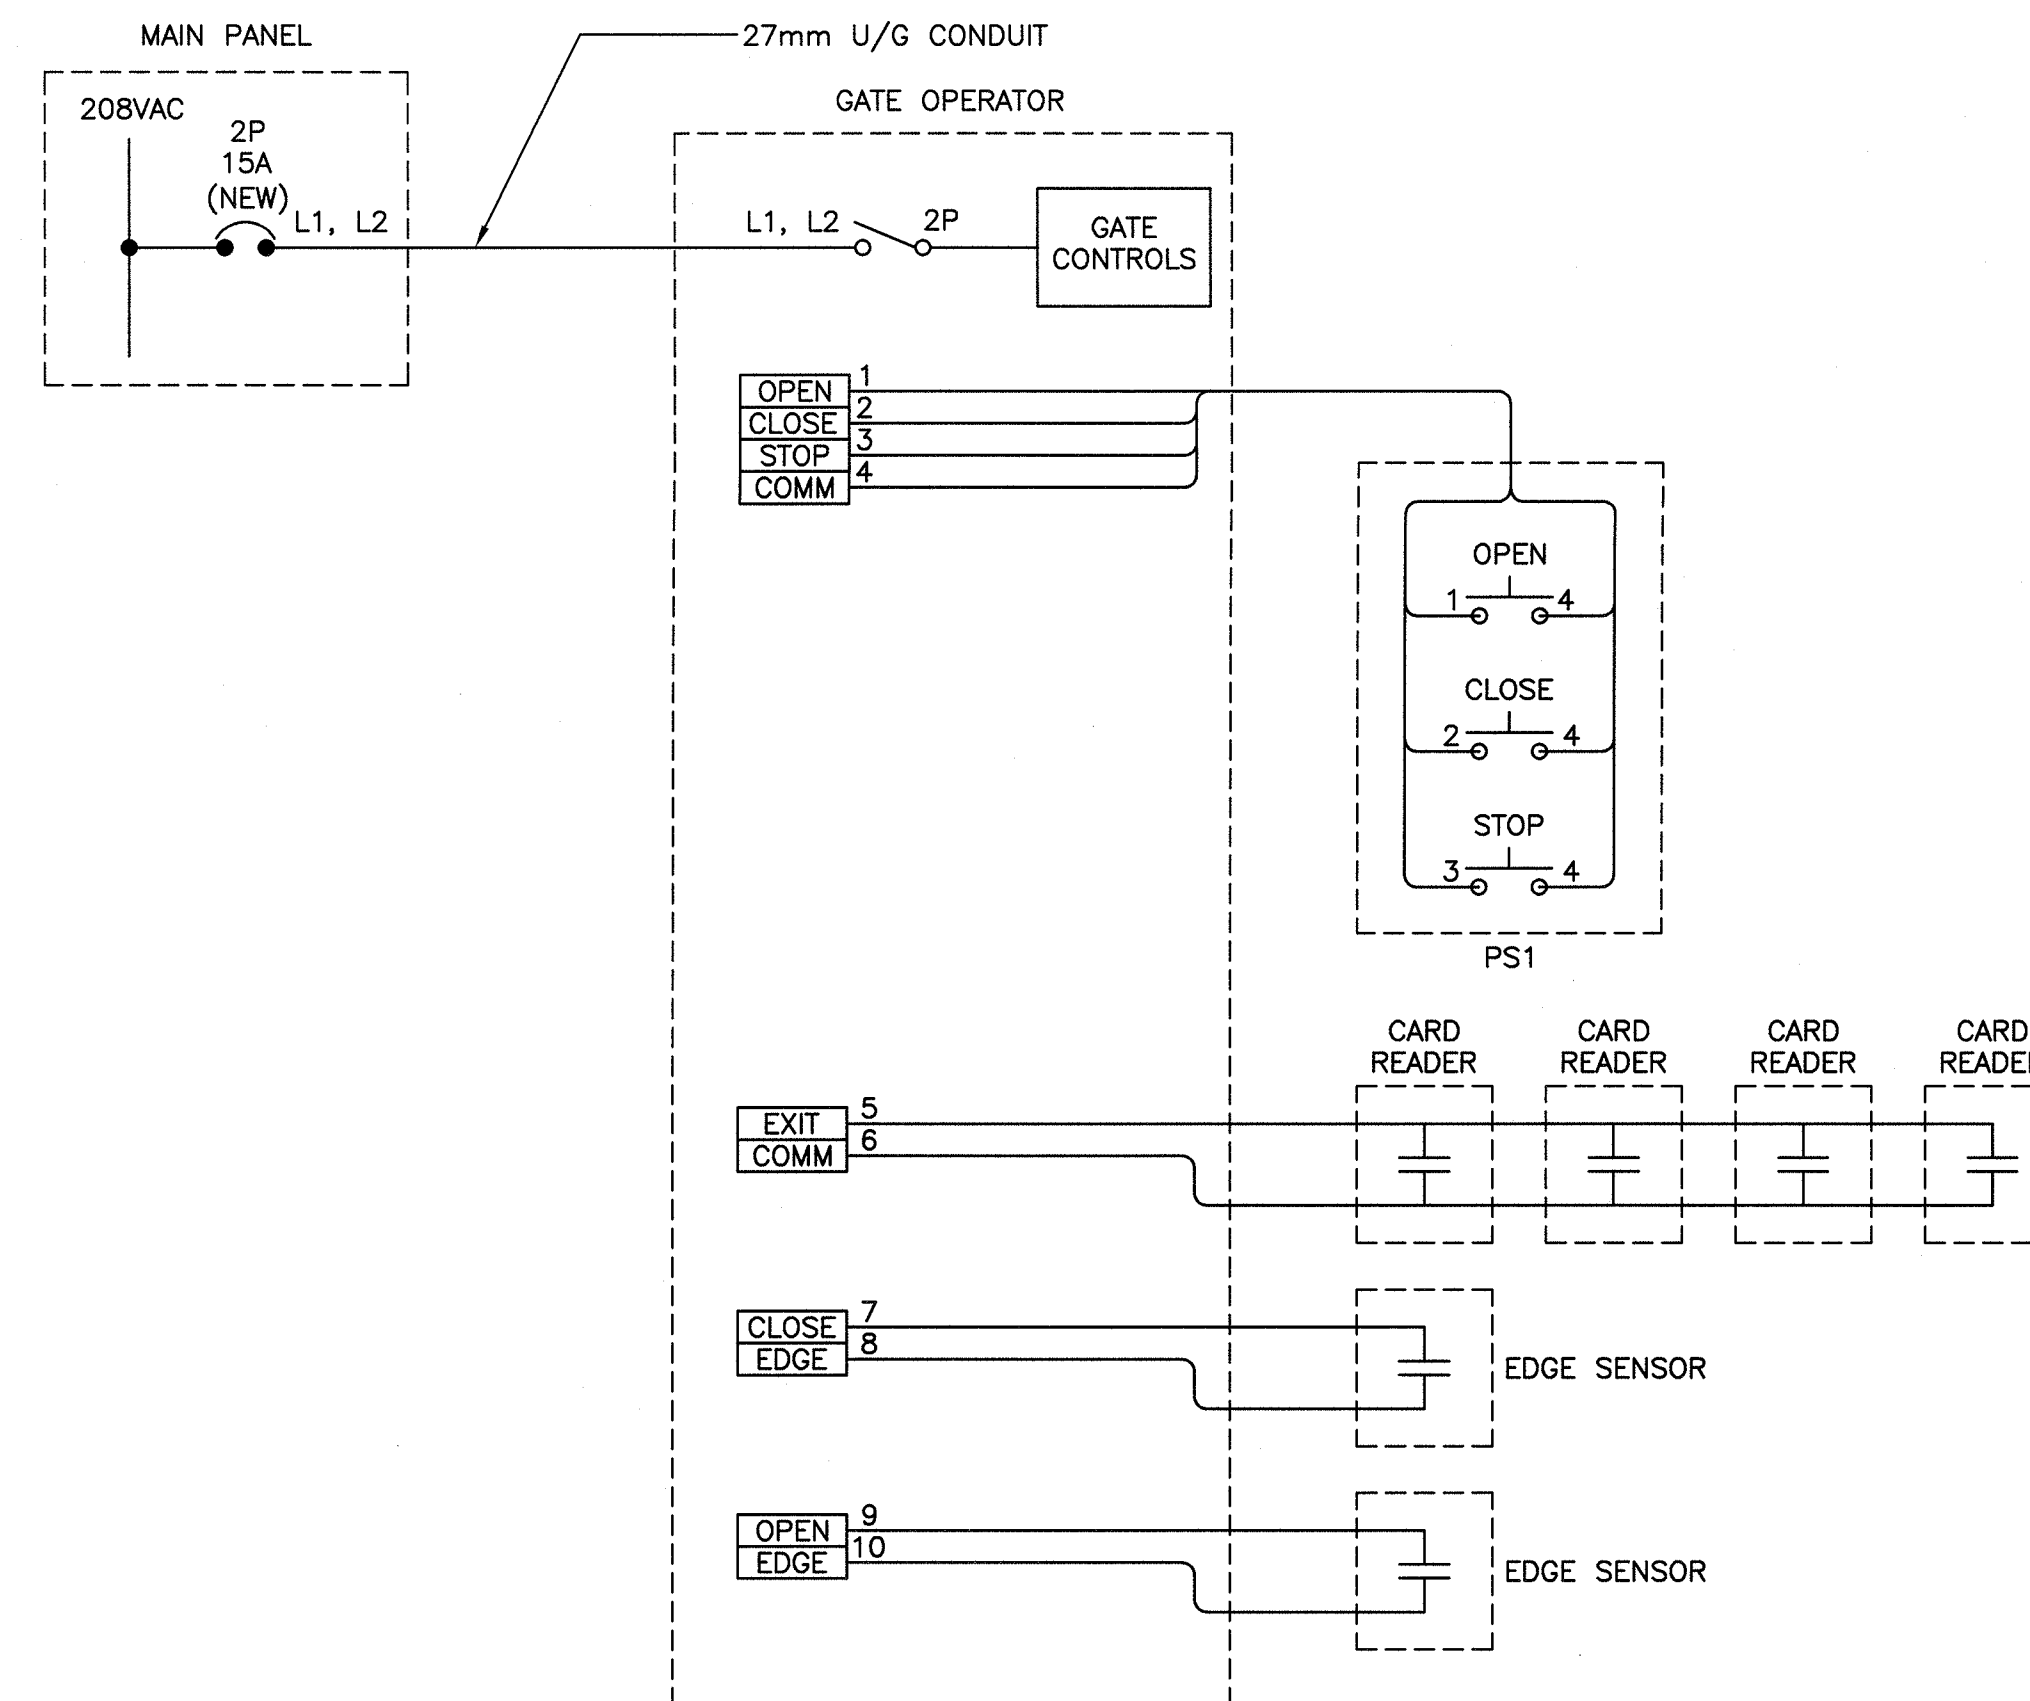 MAIN PANEL
27mm U/G CONDUIT
208VAC
2P
15A
(NEW)
L1, L2
GATE OPERATOR
L1, L2
2P
GATE
CONTROLS
OPEN 1
CLOSE 2
STOP 3
COMM 4
OPEN
1 4
CLOSE
2 4
STOP
3 4
PS1
CARD
READER
CARD
READER
CARD
READER
CARD
EXIT 5
COMM 6
CLOSE 7
EDGE 8
EDGE SENSOR
OPEN 9
EDGE 10
EDGE SENSOR